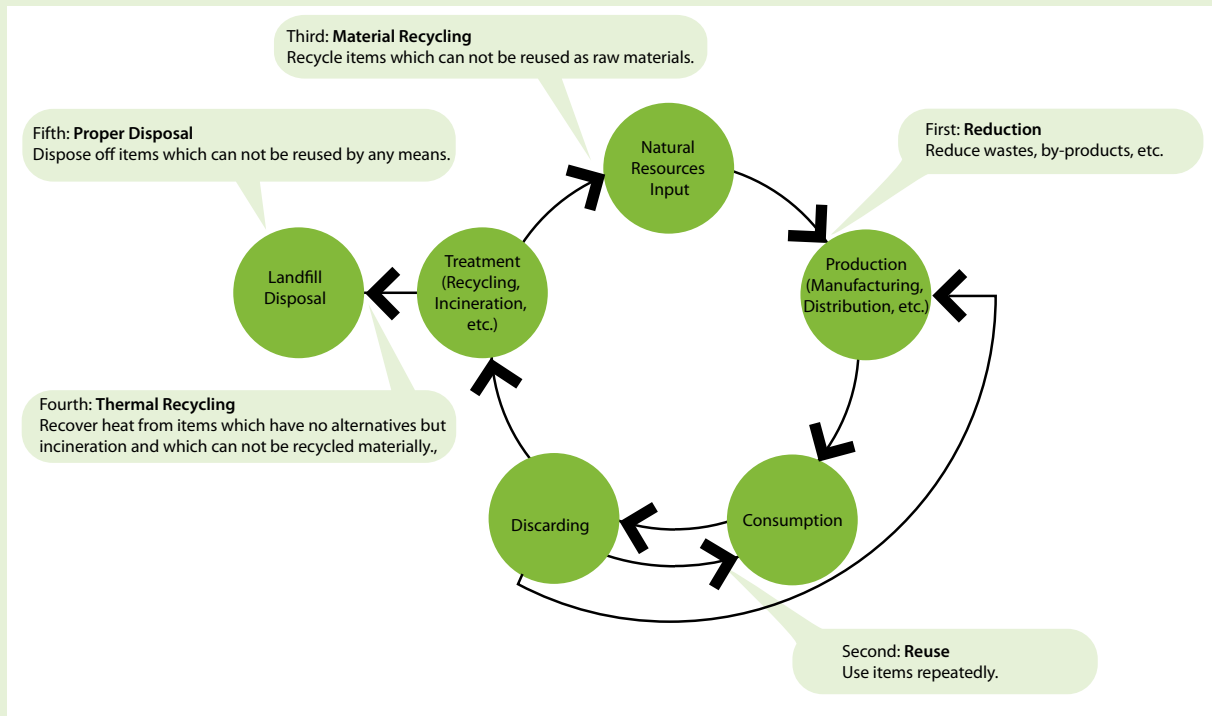 Third: Material Recycling
Recycle items which can not be reused as raw materials.
Fifth: Proper Disposal
Dispose off items which can not be reused by any means.
First: Reduction
Reduce wastes, by-products, etc.
Natural
Resources
Input
Landfill
Disposal
Treatment
(Recycling,
Incineration,
etc.)
Production
(Manufacturing,
Distribution, etc.)
Fourth: Thermal Recycling
Recover heat from items which have no alternatives but
incineration and which can not be recycled materially.,
Discarding
Consumption
Second: Reuse
Use items repeatedly.